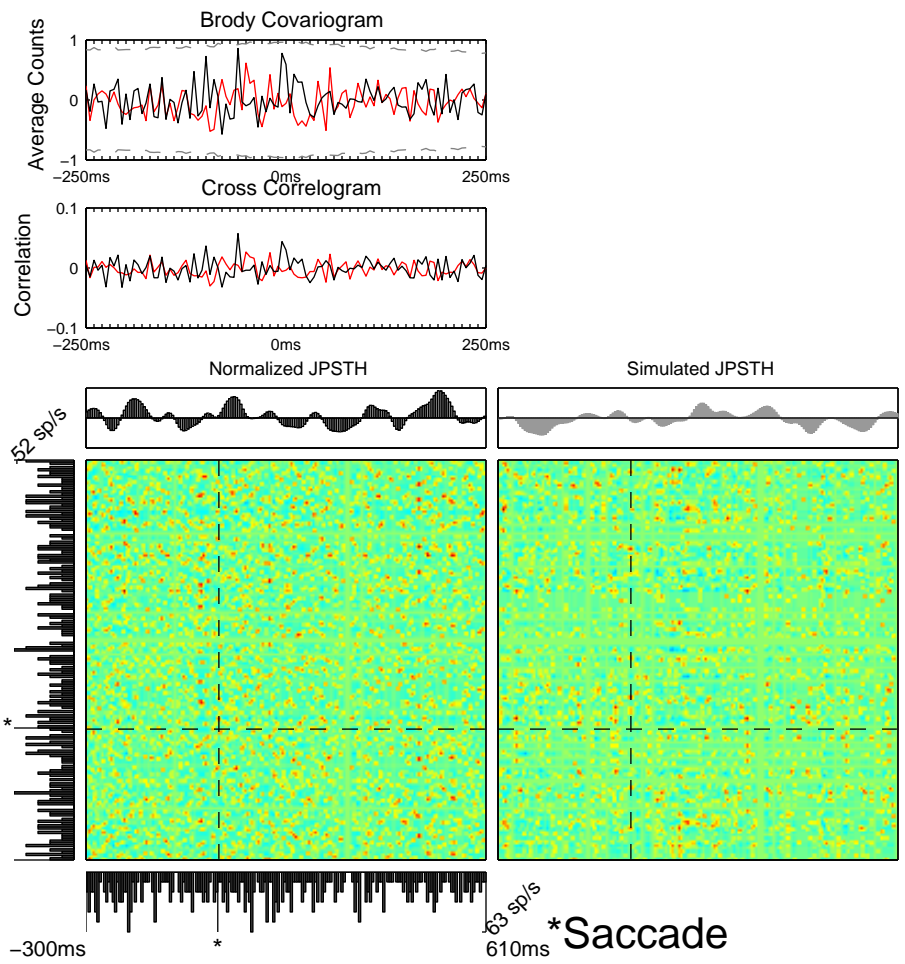 Brody Covariogram
Average Counts
1
0
−1
−250ms
0ms
250ms
Cross Correlogram
Correlation
0.1
0
−0.1
−250ms
0ms
250ms
Normalized JPSTH
Simulated JPSTH
52 sp/s
*
63 sp/s
*
−300ms
610ms
*Saccade